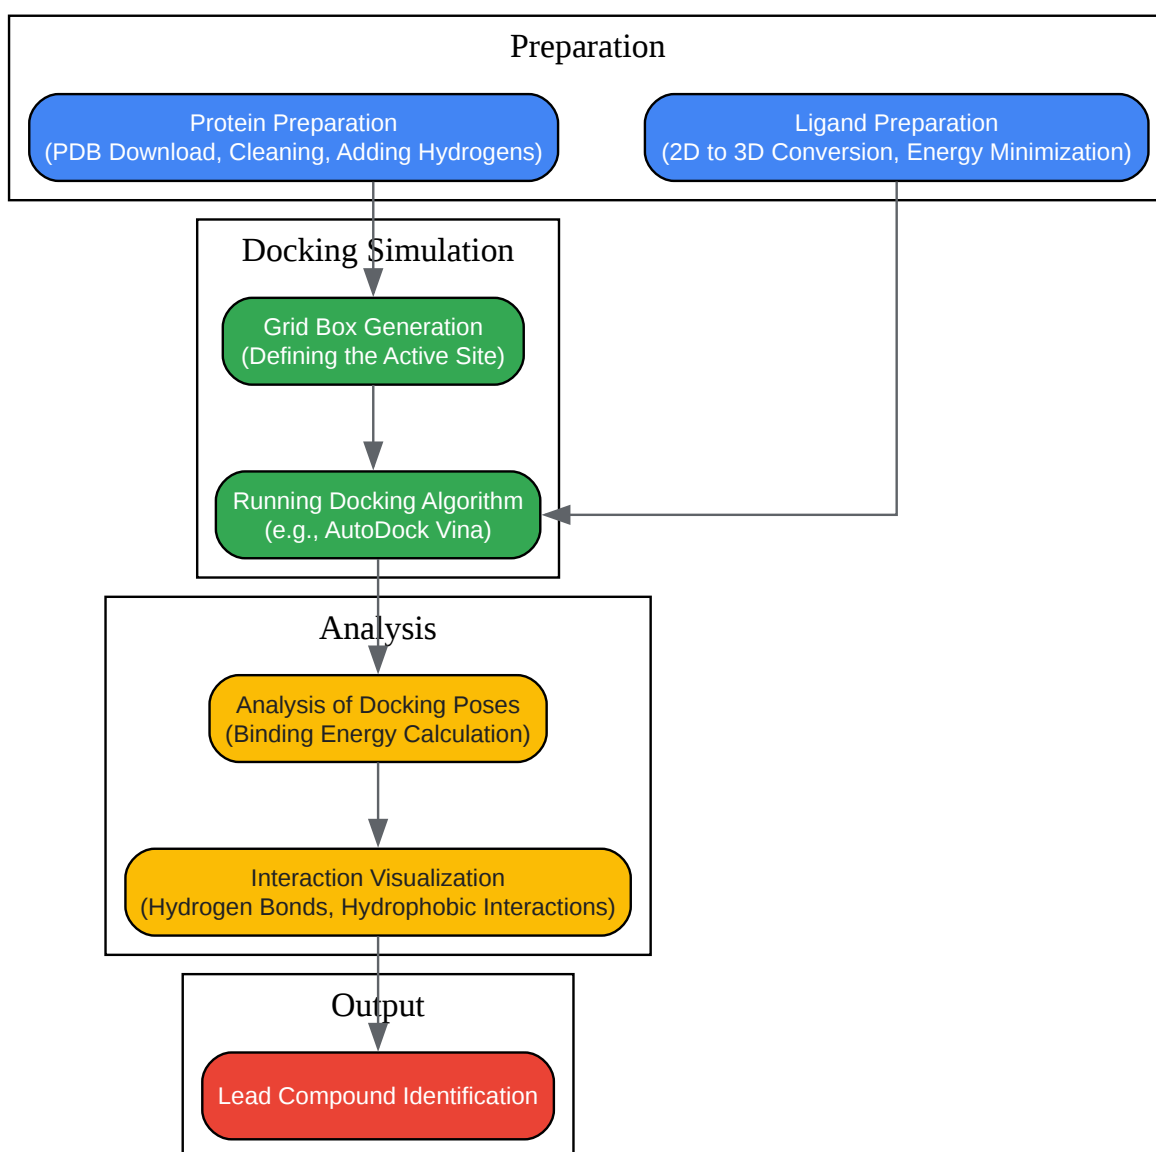 Preparation
Protein Preparation
(PDB Download, Cleaning, Adding Hydrogens)
Ligand Preparation
(2D to 3D Conversion, Energy Minimization)
Docking Simulation
Grid Box Generation
(Defining the Active Site)
Running Docking Algorithm
(e.g., AutoDock Vina)
Analysis
Analysis of Docking Poses
(Binding Energy Calculation)
Interaction Visualization
(Hydrogen Bonds, Hydrophobic Interactions)
Output
Lead Compound Identification